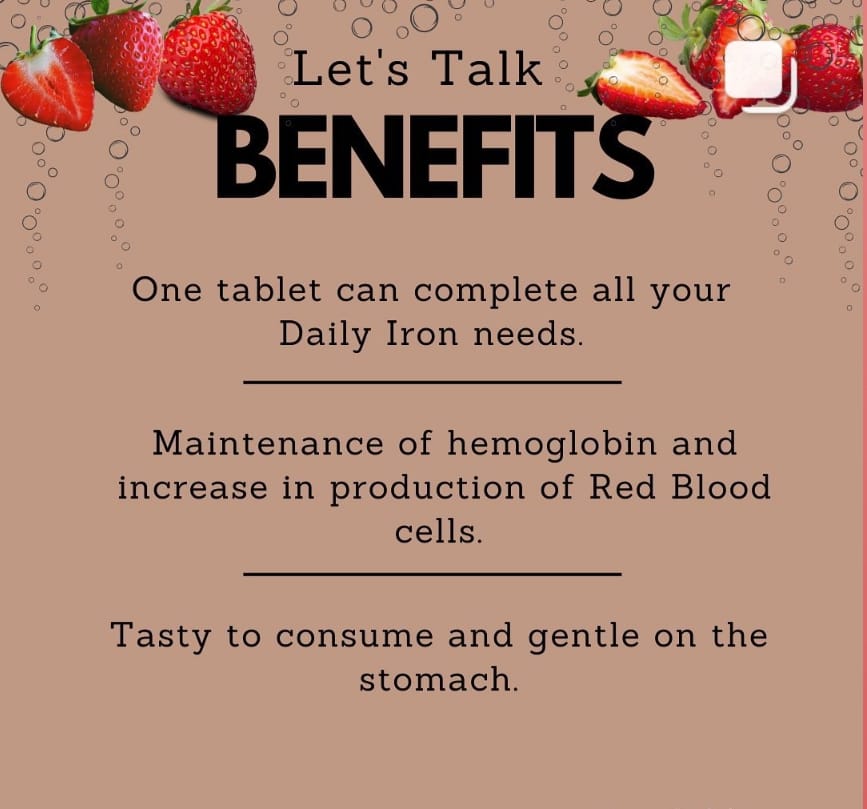 Let's Talk
BENEFITS
One tablet can complete all your
Daily Iron needs.
Maintenance of hemoglobin and
increase in production of Red Blood
cells.
Tasty to consume and gentle on the
stomach.